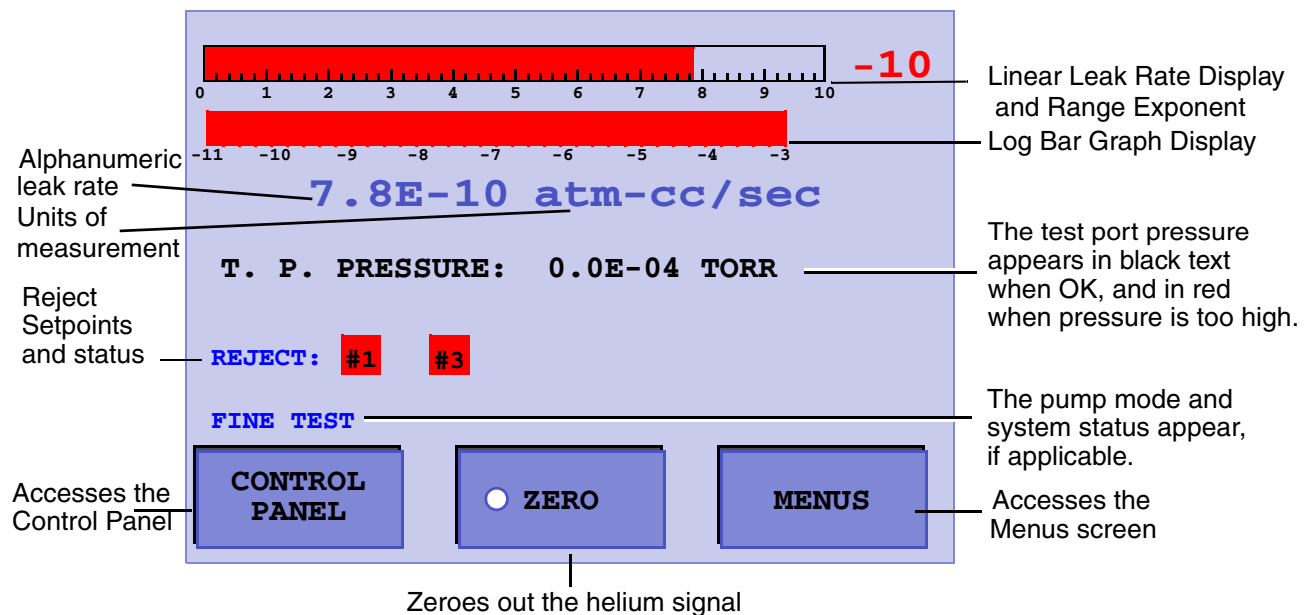 -10
0 1 2 3 4 5 6 7 8 9 10
Linear Leak Rate Display
and Range Exponent
-11 -10 -9 -8 -7 -6 -5 -4 -3
Log Bar Graph Display
Alphanumeric
leak rate
7.8E-10 atm-cc/sec
Units of
measurement
T. P. PRESSURE: 0.0E-04 TORR
The test port pressure
appears in black text
when OK, and in red
when pressure is too high.
Reject
Setpoints
and status
REJECT: #1 #3
FINE TEST
The pump mode and
system status appear,
if applicable.
CONTROL
PANEL
ZERO
MENUS
Accesses the
Control Panel
Accesses the
Menus screen
Zeroes out the helium signal